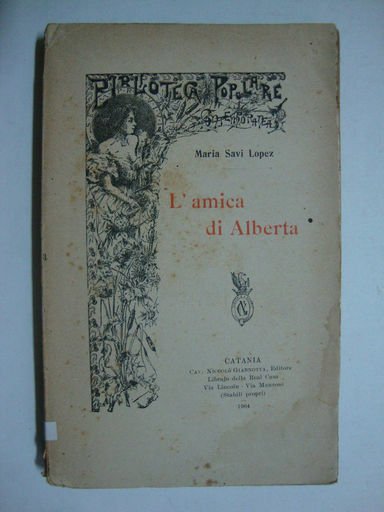 BIBLIOTECA POPOLARE
Maria Savi Lopez
L'amica
di Alberta
CATANIA
Cav. Niccolò Giannotta, Editore
Libraio della Real Casa
Via Lincoln - Via Manzoni
(Stabili propri)
1904